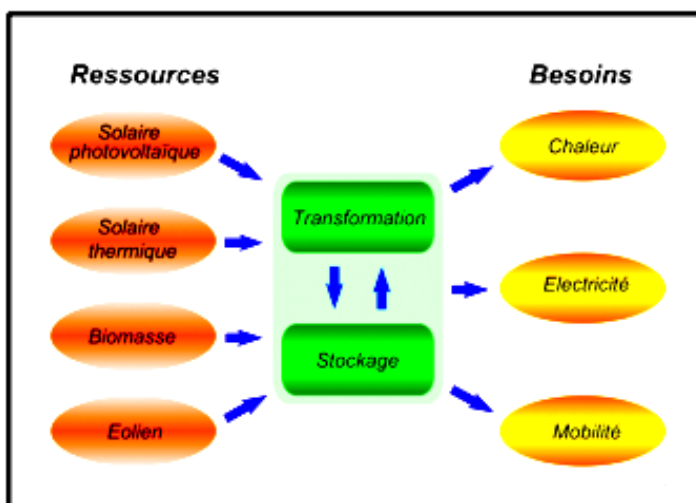 Ressources
Besoins
Solaire
photovoltaïque
Solaire
thermique
Biomasse
Eolien
Transformation
Stockage
Chaleur
Electricité
Mobilité